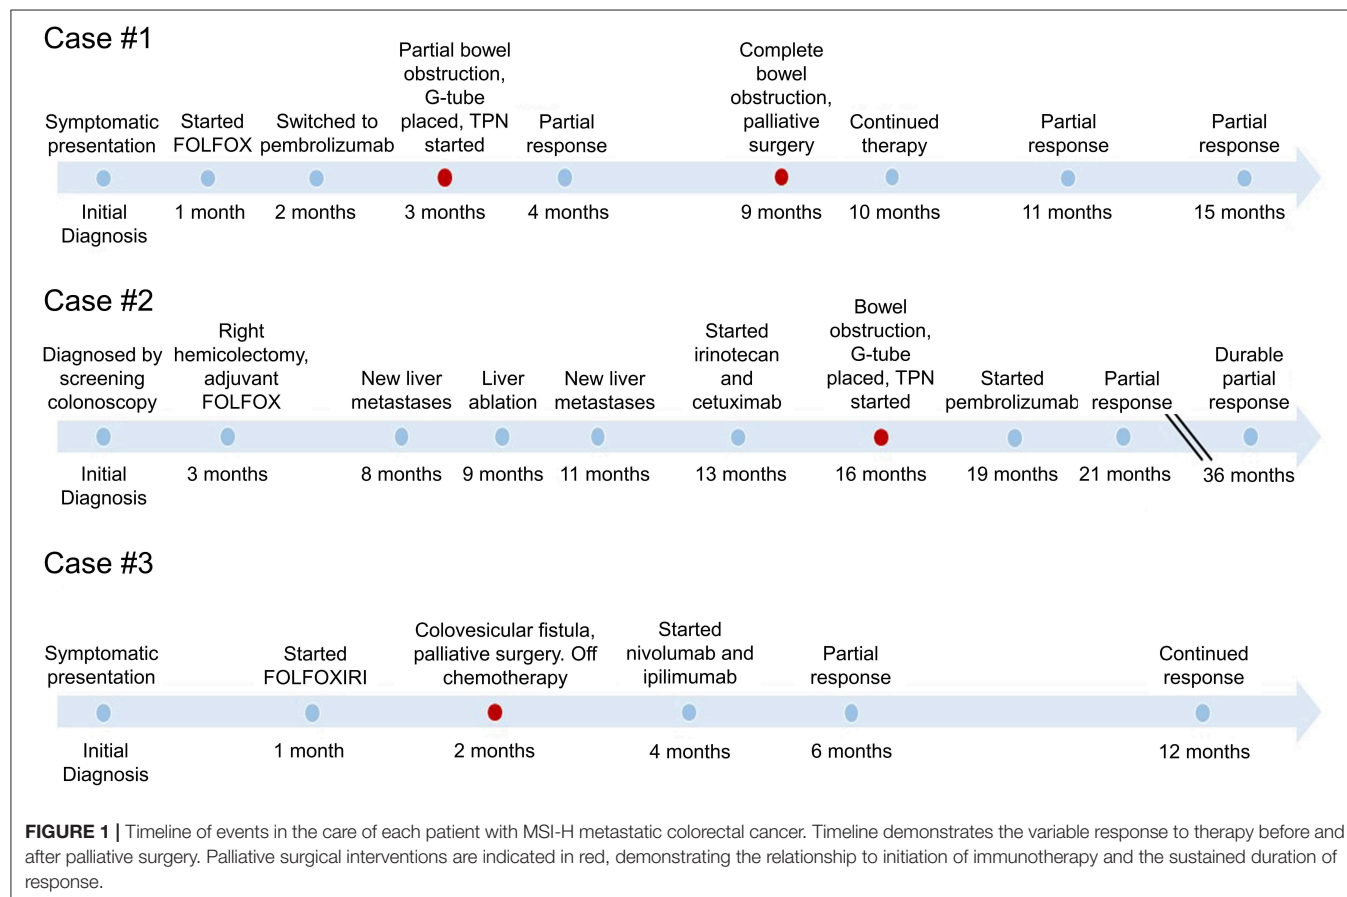 Case #1
Symptomatic
presentation
Started
FOLFOX
Switched to
pembrolizumab
Partial bowel
obstruction,
G-tube
placed, TPN
started
Partial
response
Complete
bowel
obstruction,
palliative
surgery
Continued
therapy
Partial
response
Partial
response
Initial
Diagnosis
1 month
2 months
3 months
4 months
9 months
10 months
11 months
15 months
Case #2
Diagnosed by
screening
colonoscopy
Right
hemicolectomy,
adjuvant
FOLFOX
New liver
metastases
Liver
ablation
New liver
metastases
Started
irinotecan
and
cetuximab
Bowel
obstruction,
G-tube
placed, TPN
started
Started
pembrolizumab
Partial
response
Durable
partial
response
Initial
Diagnosis
3 months
8 months
9 months
11 months
13 months
16 months
19 months
21 months
36 months
Case #3
Symptomatic
presentation
Started
FOLFOXIRI
Colovesicular fistula,
palliative surgery. Off
chemotherapy
Started
nivolumab and
ipilimumab
Partial
response
Continued
response
Initial
Diagnosis
1 month
2 months
4 months
6 months
12 months
FIGURE 1 | Timeline of events in the care of each patient with MSI-H metastatic colorectal cancer. Timeline demonstrates the variable response to therapy before and
after palliative surgery. Palliative surgical interventions are indicated in red, demonstrating the relationship to initiation of immunotherapy and the sustained duration of
response.